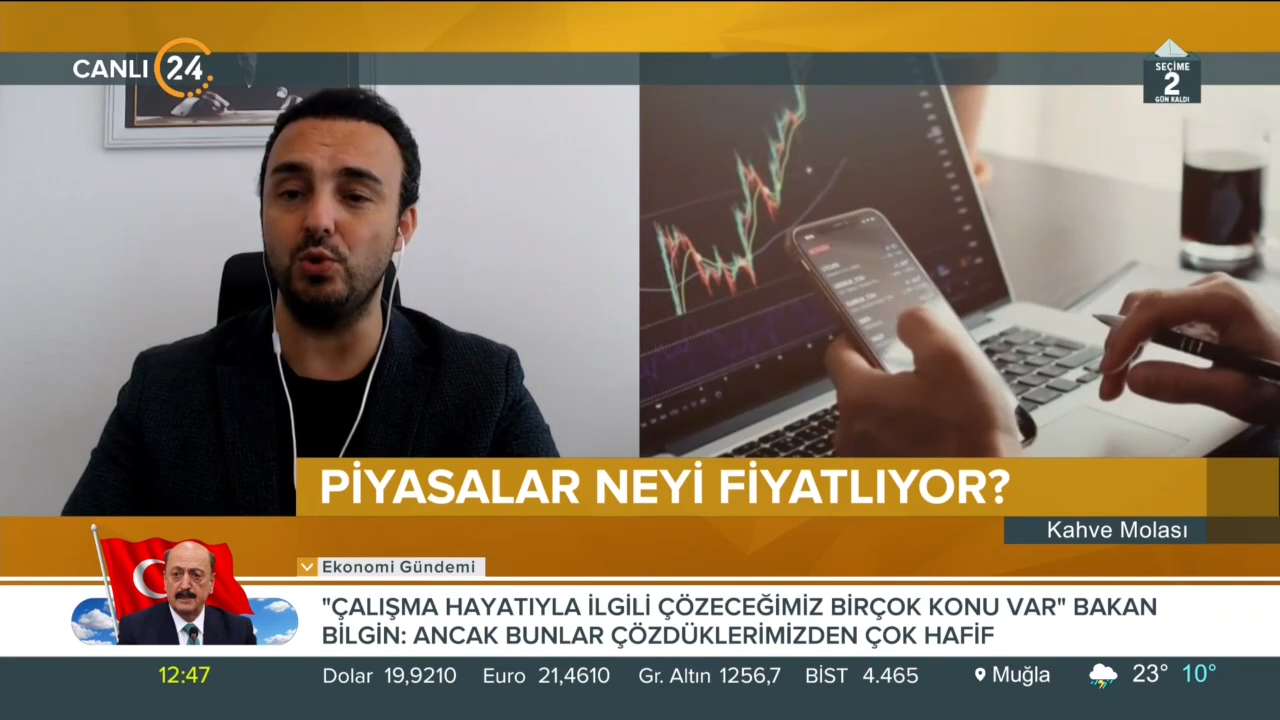 CANLI 24
SEÇİME
2
GÜN KALDI
PİYASALAR NEYİ FİYATLIYOR?
Kahve Molası
Ekonomi Gündemi
"ÇALIŞMA HAYATIYLA İLGİLİ ÇÖZECEĞİMİZ BİRÇOK KONU VAR" BAKAN
BİLGİN: ANCAK BUNLAR ÇÖZDÜKLERİMİZDEN ÇOK HAFİF
12:47 Dolar 19,9210 Euro 21,4610 Gr. Altın 1256,7 BİST 4.465 Muğla 23° 10°